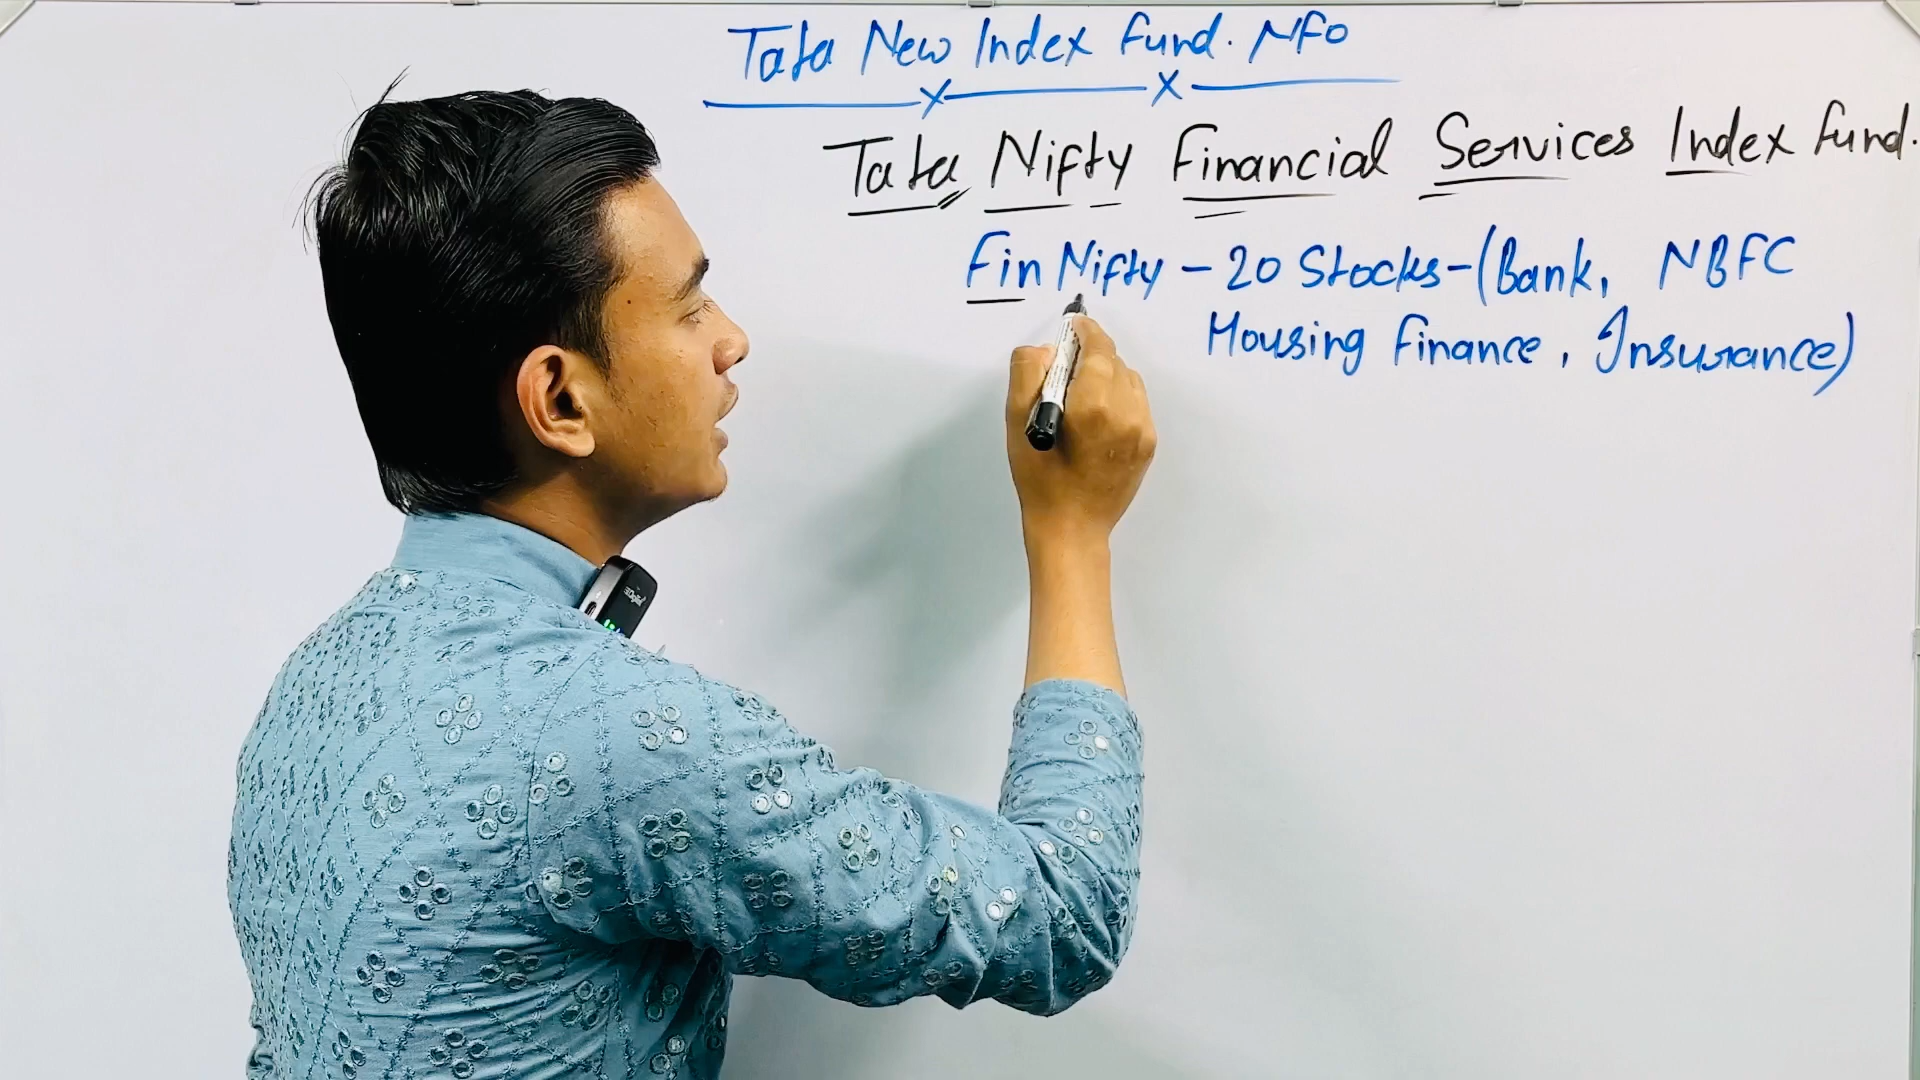 Tata New Index Fund. NFO
Tata Nifty Financial Services Index Fund.
Fin Nifty - 20 Stocks - (Bank, NBFC
Housing Finance, Insurance)